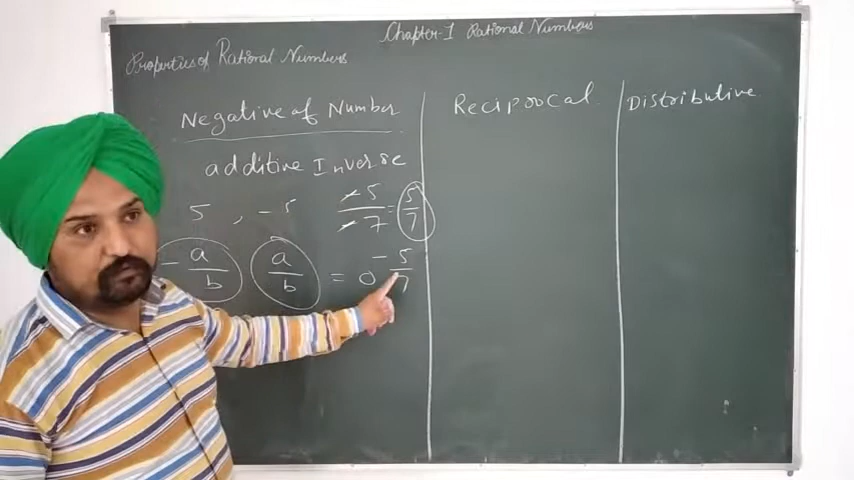 Chapter-I Rational Numbers
Properties of Rational Numbers
Negative of Number
additive Inverse
5 , -5
-5/-7 = 5/7
-a/b a/b = 0
-5/7
Reciprocal
Distributive